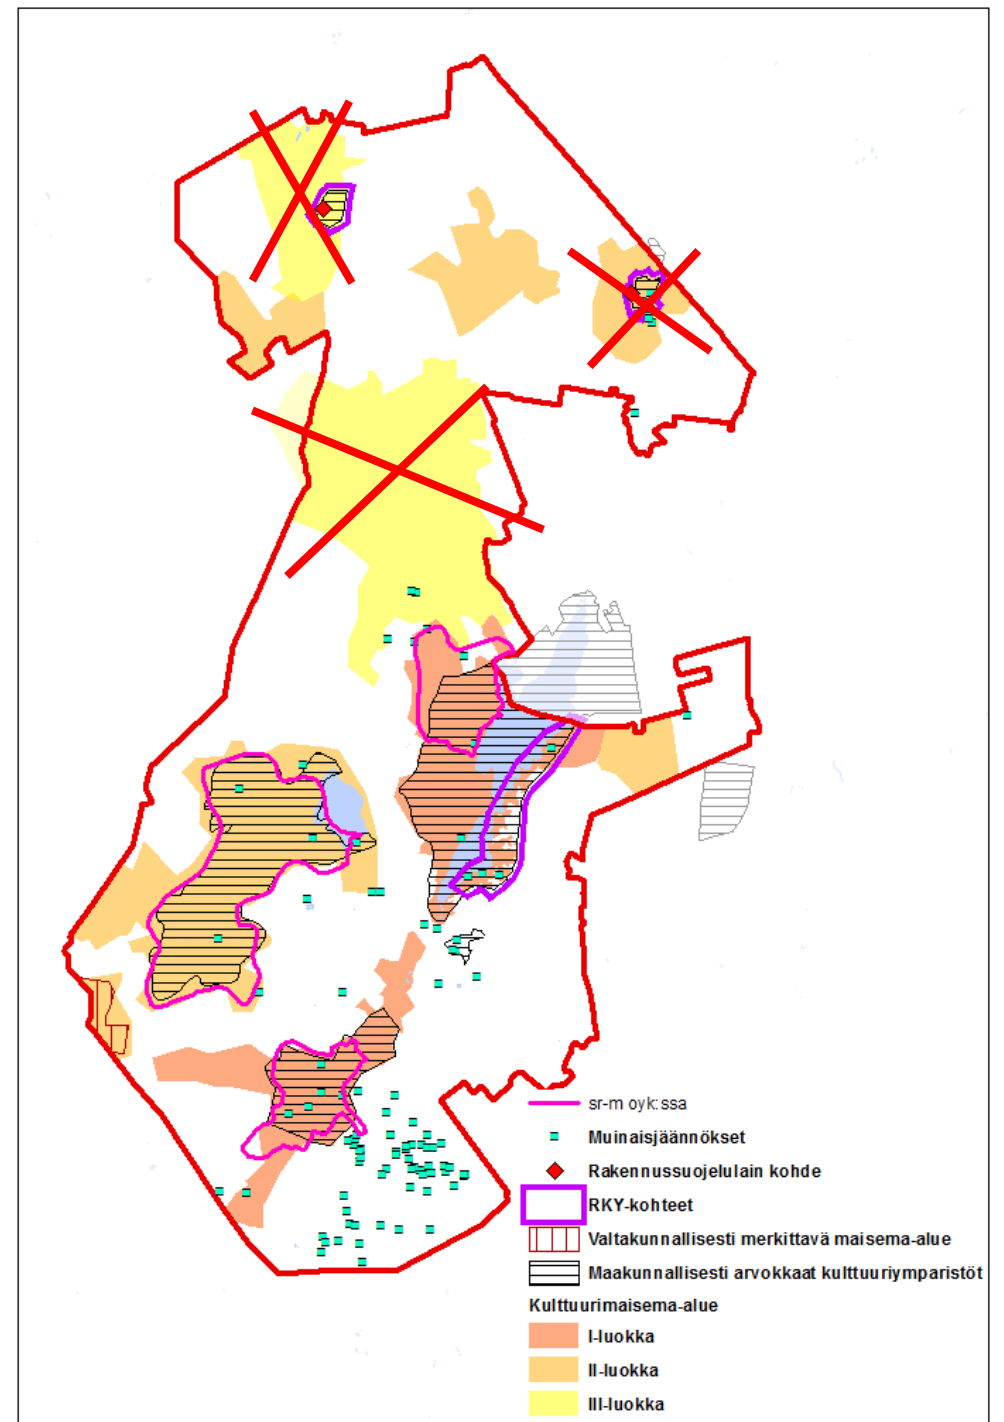 sr-m oyk:ssa
Muinaisjäännökset
Rakennussuojelulain kohde
RKY-kohteet
Valtakunnallisesti merkittävä maisema-alue
Maakunnallisesti arvokkaat kulttuuriympäristöt
Kulttuurimaisema-alue
I-luokka
II-luokka
III-luokka